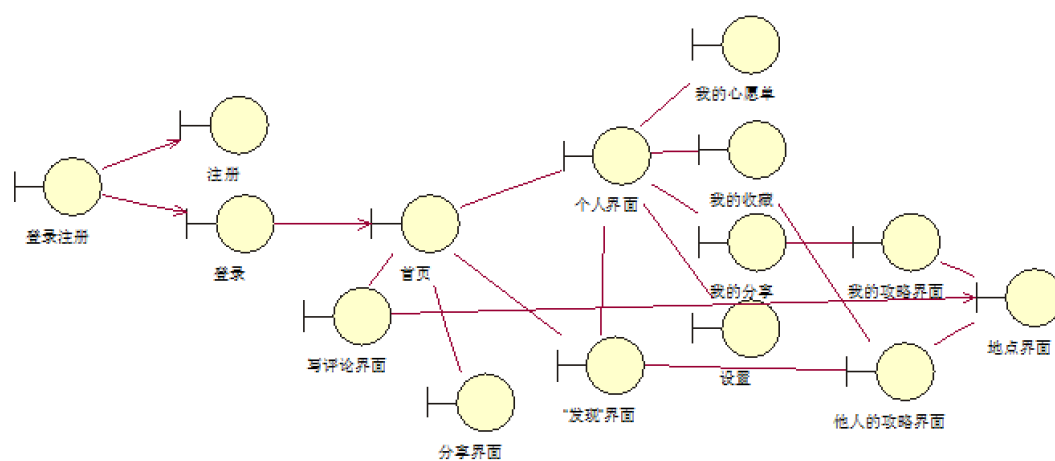 我的心愿单
注册
我的收藏
个人界面
登录注册
登录
首页
我的分享
我的攻略界面
地点界面
写评论界面
设置
"发现"界面
他人的攻略界面
分享界面